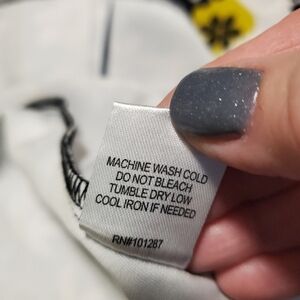 MACHINE WASH COLD
DO NOT BLEACH
TUMBLE DRY LOW
COOL IRON IF NEEDED
RN#101287